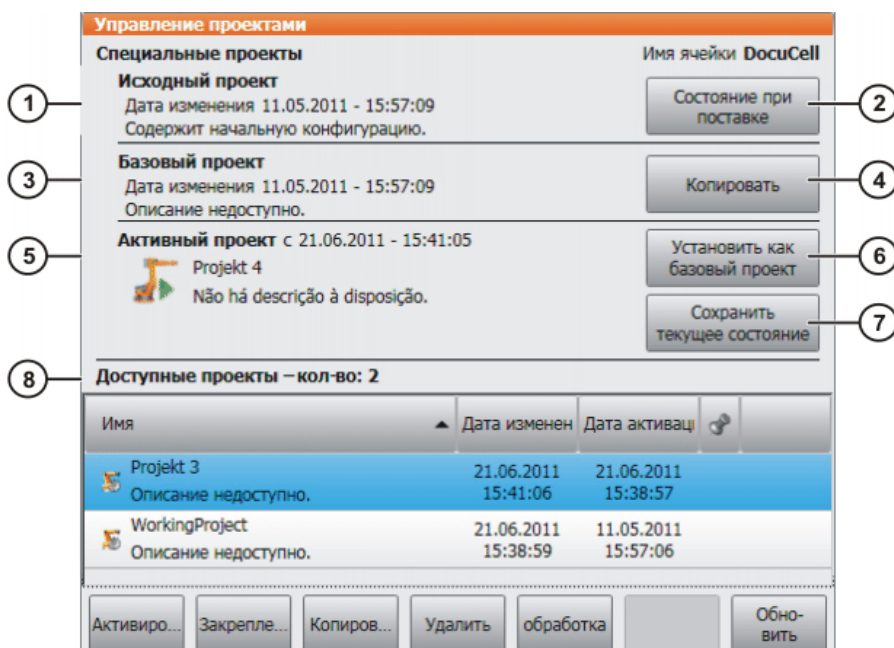 Управление проектами
Специальные проекты Имя ячейки DocuCell
Исходный проект
Дата изменения 11.05.2011 - 15:57:09
Содержит начальную конфигурацию.
Состояние при
поставке
1
2
Базовый проект
Дата изменения 11.05.2011 - 15:57:09
Описание недоступно.
Копировать
3
4
Активный проект с 21.06.2011 - 15:41:05
Projekt 4
Não há descrição à disposição.
Установить как
базовый проект
5
6
Сохранить
текущее состояние
7
8
Доступные проекты – кол-во: 2
Имя Дата изменен Дата активац
Projekt 3 21.06.2011 21.06.2011
Описание недоступно. 15:41:06 15:38:57
WorkingProject 21.06.2011 11.05.2011
Описание недоступно. 15:38:59 15:57:06
Активиро... Закрепле... Копиров... Удалить обработка Обно-
вить